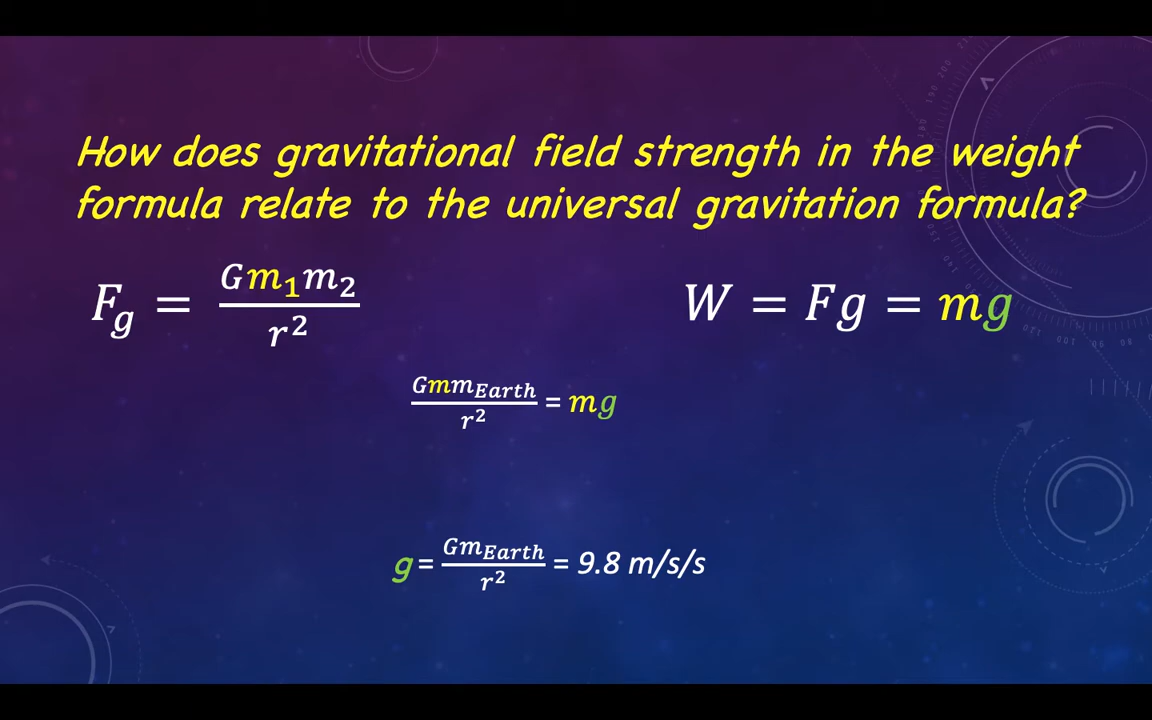 How does gravitational field strength in the weight
formula relate to the universal gravitation formula?
F_g = Gm₁m₂/r² W = Fg = mg
Gmm_Earth/r² = mg
g = Gm_Earth/r² = 9.8 m/s/s